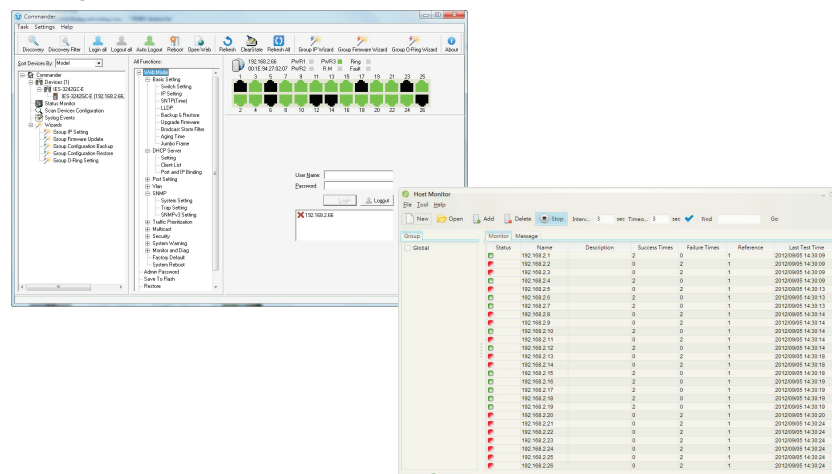 Commander
Task Settings Help
Discovery Discovery Filter Login all Logout all Auto Logout Reboot Open Web Refresh ClearState Refresh All Group IP Wizard Group Firmware Wizard Group O-Ring Wizard About
Sort Devices By: Model
Commander
Devices (1)
IES-3242GC-E
IES-3242GC-E (192.168.2.66,
Status Monitor
Scan Devices Configuration
Syslog Events
Wizards
Group IP Setting
Group Firmware Update
Group Configuration Backup
Group Configuration Restore
Group O-Ring Setting
All Functions:
Web Mode
Basic Setting
Switch Setting
IP Setting
SNTP(Time)
LLDP
Backup & Restore
Upgrade Firmware
Brodcast Storm Filter
Aging Time
Jumbo Frame
DHCP Server
Setting
Client List
Port and IP Binding
Port Setting
Vlan
SNMP
System Setting
Trap Setting
SNMPv3 Setting
Traffic Prioritization
Multicast
Security
System Warning
Monitor and Diag
Factory Default
System Reboot
Admin Password
Save To Flash
Restore
192.168.2.66 PWR1 PWR3 Ring
00:1E:94:27:02:07 PWR2 R.M Fault
1 3 5 7 9 11 13 15 17 19 21 23 25
2 4 6 8 10 12 14 16 18 20 22 24 26
User Name:
Password:
Login Logout
192.168.2.66
Host Monitor
File Tool Help
New Open Add Delete Stop Interv... 3 sec Timeo... 3 sec Find Go
Group
Global
Monitor Message
Status Name Description Success Times Failure Times Reference Last Test Time
192.168.2.1 2 0 1 2012/09/05 14:30:09
192.168.2.2 0 2 1 2012/09/05 14:30:09
192.168.2.3 0 2 1 2012/09/05 14:30:09
192.168.2.4 0 2 1 2012/09/05 14:30:09
192.168.2.5 0 2 1 2012/09/05 14:30:13
192.168.2.6 2 0 1 2012/09/05 14:30:13
192.168.2.7 2 0 1 2012/09/05 14:30:13
192.168.2.8 0 2 1 2012/09/05 14:30:14
192.168.2.9 0 2 1 2012/09/05 14:30:14
192.168.2.10 2 0 1 2012/09/05 14:30:14
192.168.2.11 0 2 1 2012/09/05 14:30:14
192.168.2.12 2 0 1 2012/09/05 14:30:14
192.168.2.13 0 2 1 2012/09/05 14:30:18
192.168.2.14 0 2 1 2012/09/05 14:30:18
192.168.2.15 2 0 1 2012/09/05 14:30:18
192.168.2.16 2 0 1 2012/09/05 14:30:19
192.168.2.17 2 0 1 2012/09/05 14:30:19
192.168.2.18 2 0 1 2012/09/05 14:30:19
192.168.2.19 2 0 1 2012/09/05 14:30:19
192.168.2.20 0 2 1 2012/09/05 14:30:20
192.168.2.21 0 2 1 2012/09/05 14:30:24
192.168.2.22 0 2 1 2012/09/05 14:30:24
192.168.2.23 0 2 1 2012/09/05 14:30:24
192.168.2.24 0 2 1 2012/09/05 14:30:24
192.168.2.25 0 2 1 2012/09/05 14:30:24
192.168.2.26 0 2 1 2012/09/05 14:30:24